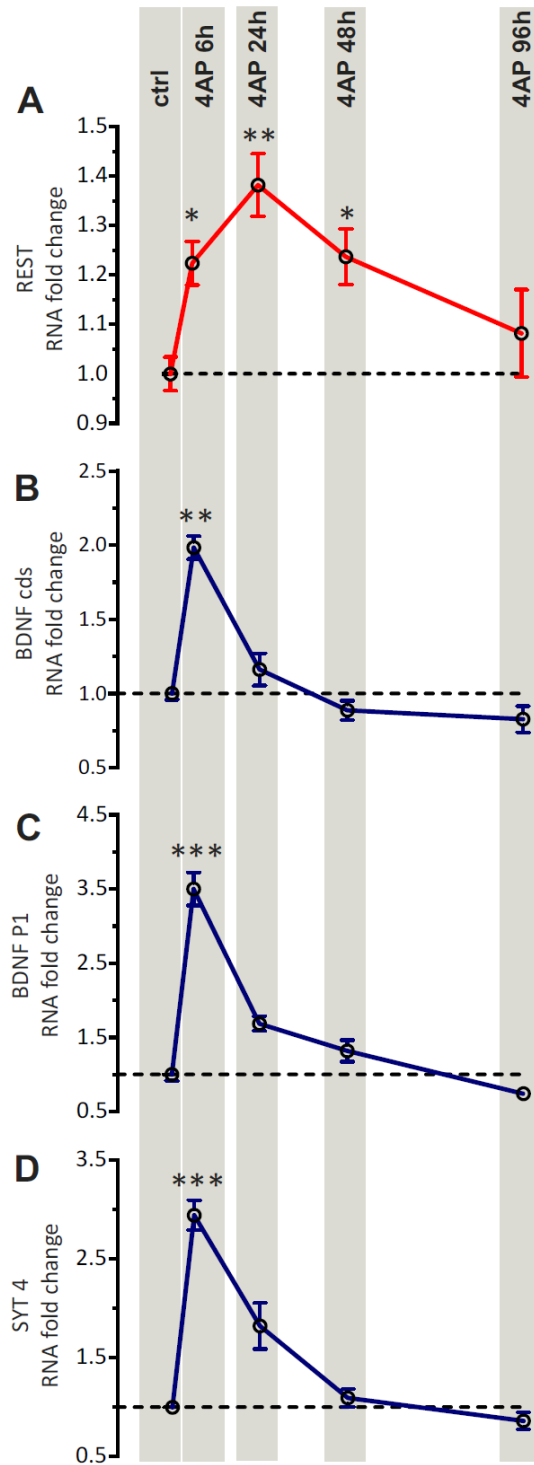 ctrl
4AP 6h
4AP 24h
4AP 48h
4AP 96h
A
REST
RNA fold change
1.5
1.4
1.3
1.2
1.1
1.0
0.9
*
**
*
B
BDNF cds
RNA fold change
2.5
2.0
1.5
1.0
0.5
**
C
BDNF P1
RNA fold change
4.5
3.5
2.5
1.5
0.5
***
D
SYT 4
RNA fold change
3.5
2.5
1.5
0.5
***